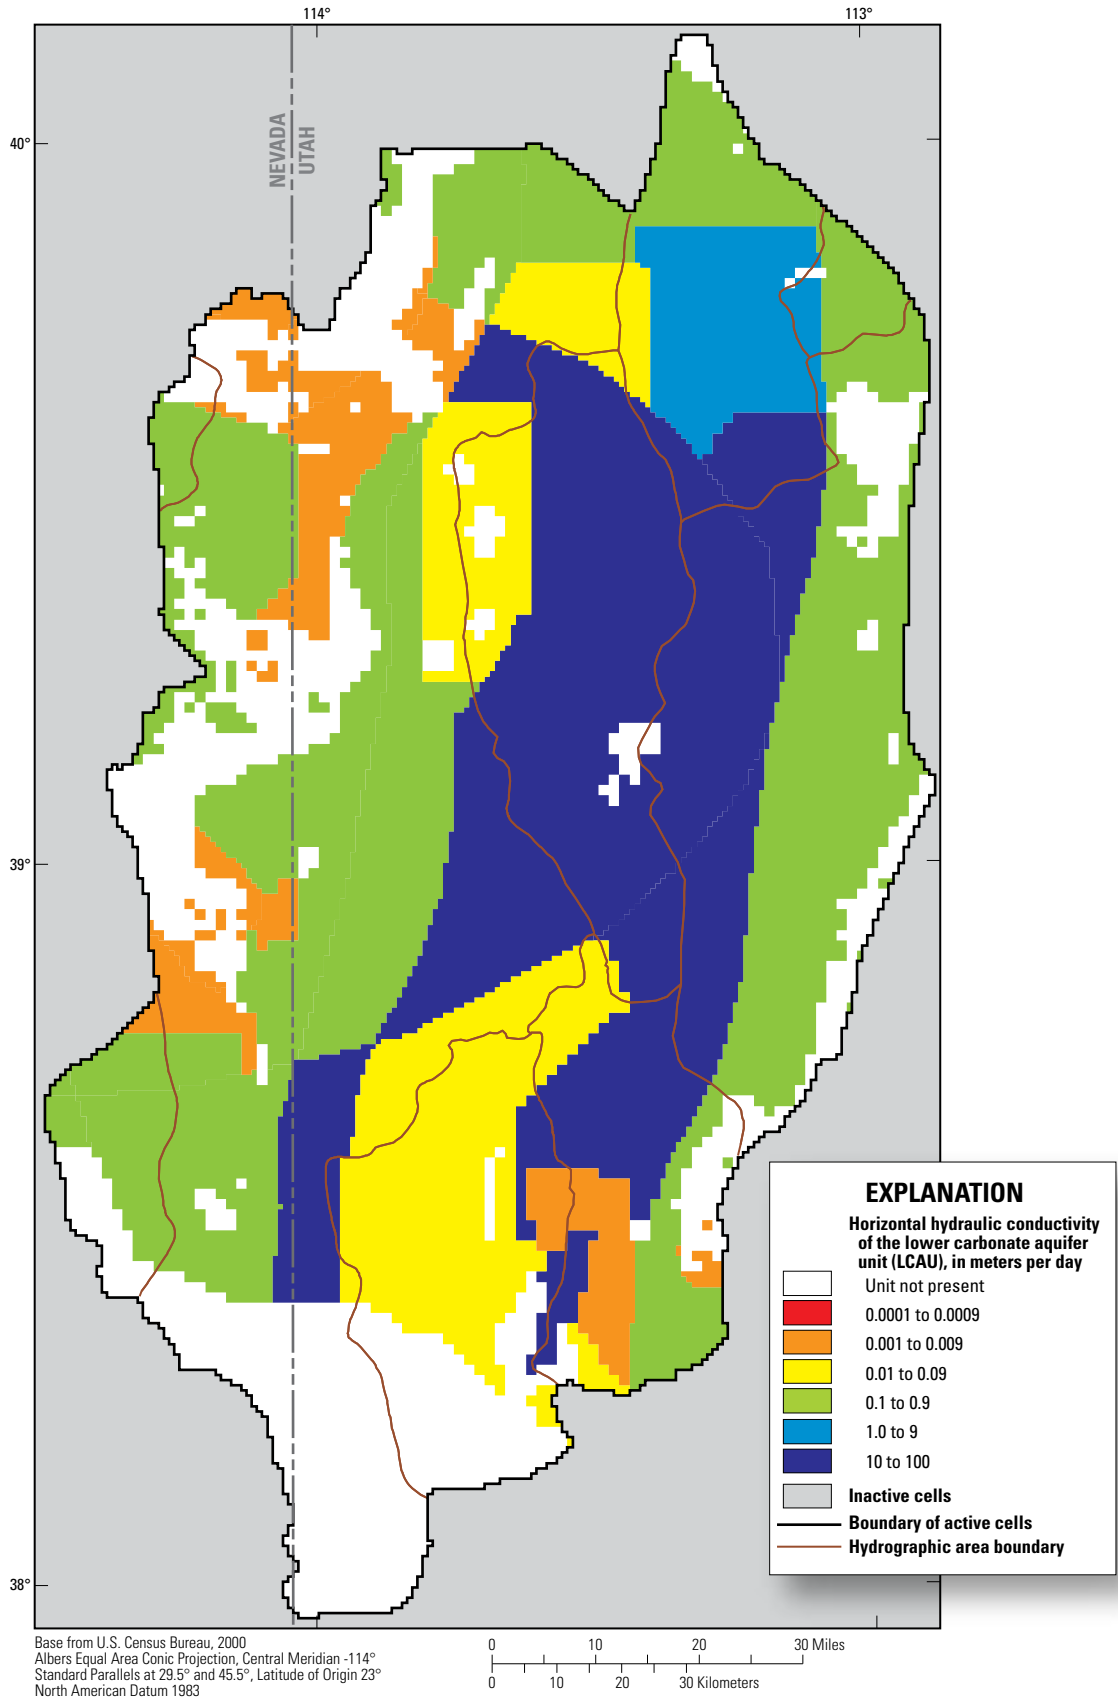 114°
113°
40°
NEVADA
UTAH
39°
38°
EXPLANATION
Horizontal hydraulic conductivity
of the lower carbonate aquifer
unit (LCAU), in meters per day
Unit not present
0.0001 to 0.0009
0.001 to 0.009
0.01 to 0.09
0.1 to 0.9
1.0 to 9
10 to 100
Inactive cells
Boundary of active cells
Hydrographic area boundary
Base from U.S. Census Bureau, 2000
Albers Equal Area Conic Projection, Central Meridian -114°
Standard Parallels at 29.5° and 45.5°, Latitude of Origin 23°
North American Datum 1983
0 10 20 30 Miles
0 10 20 30 Kilometers